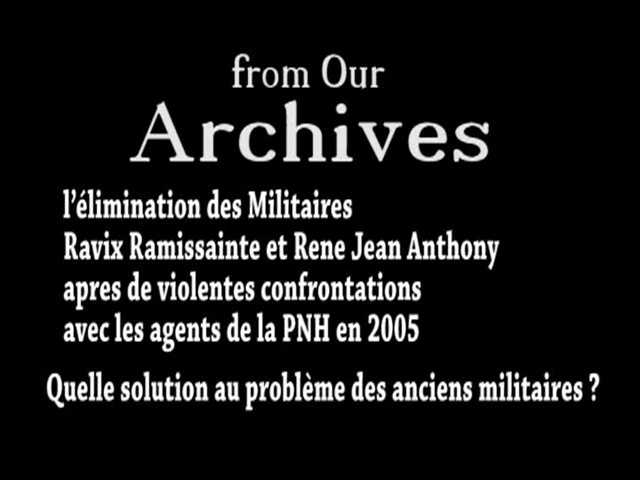 from Our
Archives
l'élimination des Militaires
Ravix Ramissainte et Rene Jean Anthony
apres de violentes confrontations
avec les agents de la PNH en 2005
Quelle solution au problème des anciens militaires ?